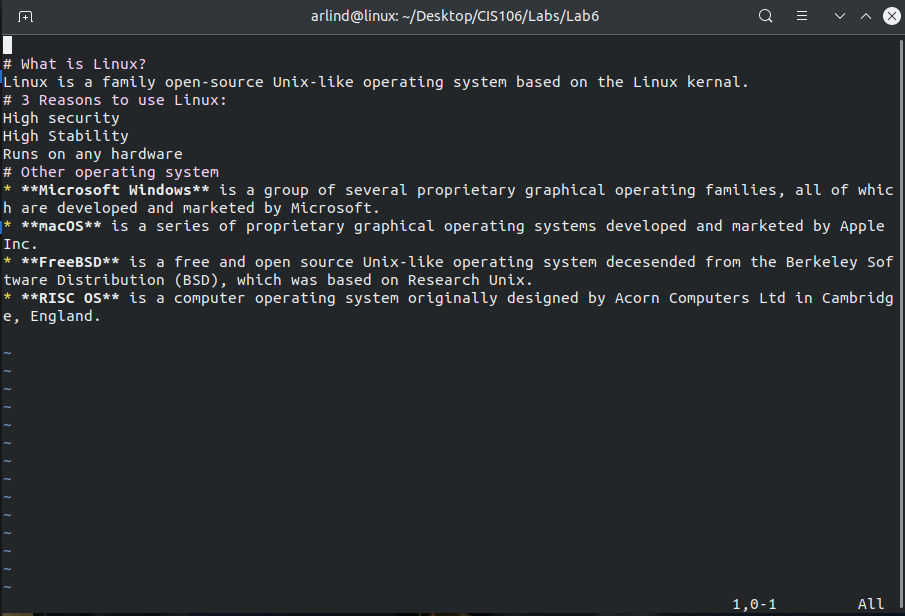 arlind@linux: ~/Desktop/CIS106/Labs/Lab6
# What is Linux?
Linux is a family open-source Unix-like operating system based on the Linux kernal.
# 3 Reasons to use Linux:
High security
High Stability
Runs on any hardware
# Other operating system
* **Microsoft Windows** is a group of several proprietary graphical operating families, all of whic
h are developed and marketed by Microsoft.
* **macOS** is a series of proprietary graphical operating systems developed and marketed by Apple
Inc.
* **FreeBSD** is a free and open source Unix-like operating system decesended from the Berkeley Sof
tware Distribution (BSD), which was based on Research Unix.
* **RISC OS** is a computer operating system originally designed by Acorn Computers Ltd in Cambridg
e, England.
~
~
~
~
~
~
~
~
~
~
~
~
~
~
1,0-1 All